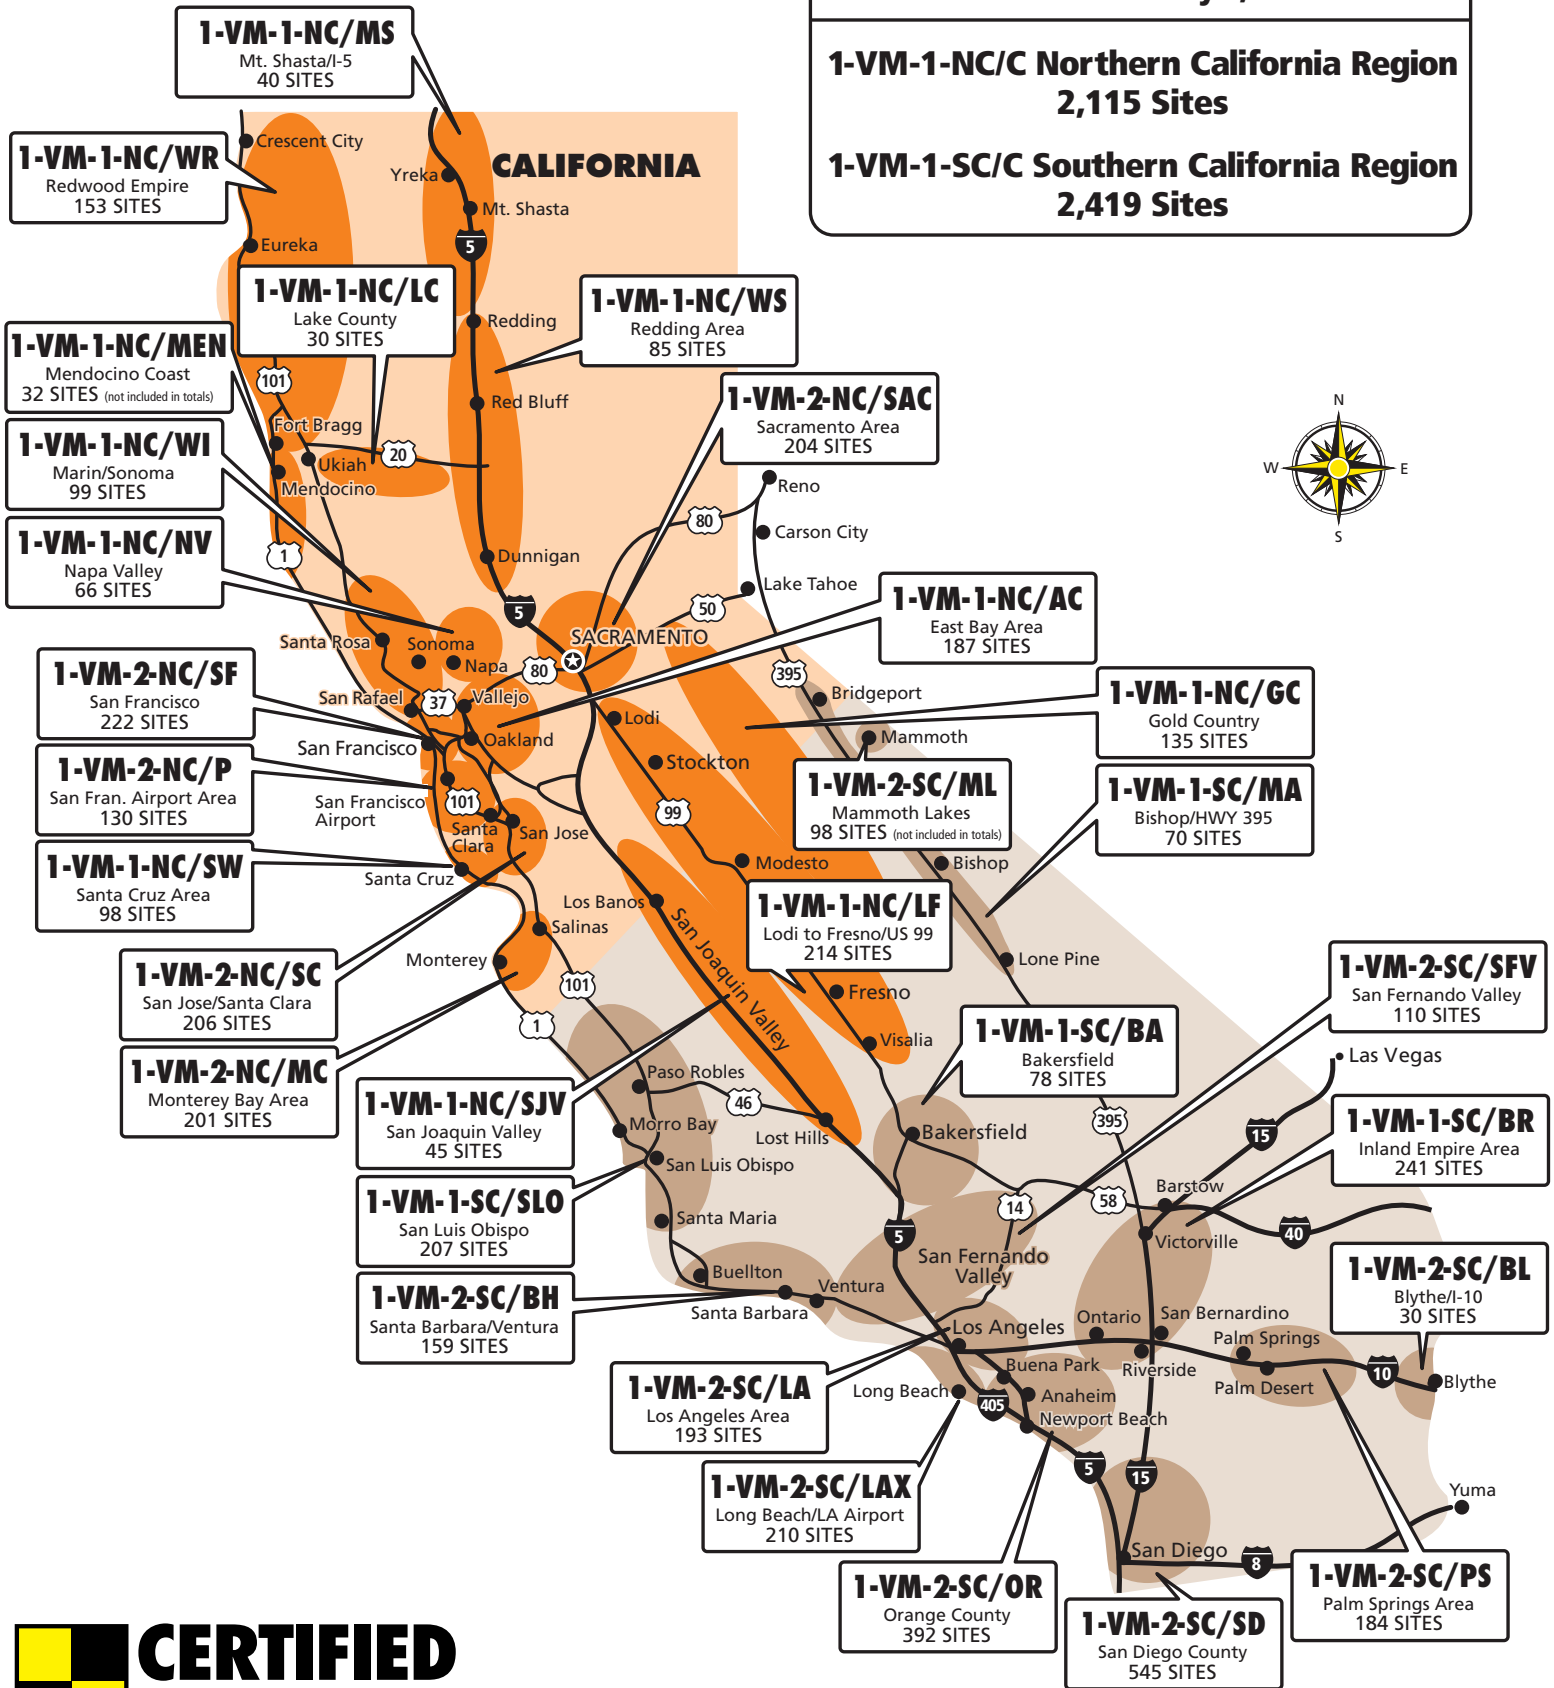 1-VM-1-NC/C Northern California Region
2,115 Sites
1-VM-1-SC/C Southern California Region
2,419 Sites
1-VM-1-NC/MS
Mt. Shasta/I-5
40 SITES
1-VM-1-NC/WR
Redwood Empire
153 SITES
1-VM-1-NC/LC
Lake County
30 SITES
1-VM-1-NC/WS
Redding Area
85 SITES
1-VM-1-NC/MEN
Mendocino Coast
32 SITES (not included in totals)
1-VM-2-NC/SAC
Sacramento Area
204 SITES
1-VM-1-NC/WI
Marin/Sonoma
99 SITES
1-VM-1-NC/NV
Napa Valley
66 SITES
1-VM-1-NC/AC
East Bay Area
187 SITES
1-VM-2-NC/SF
San Francisco
222 SITES
1-VM-1-NC/GC
Gold Country
135 SITES
1-VM-2-NC/P
San Fran. Airport Area
130 SITES
1-VM-2-SC/ML
Mammoth Lakes
98 SITES (not included in totals)
1-VM-1-SC/MA
Bishop/HWY 395
70 SITES
1-VM-1-NC/SW
Santa Cruz Area
98 SITES
1-VM-1-NC/LF
Lodi to Fresno/US 99
214 SITES
1-VM-2-NC/SC
San Jose/Santa Clara
206 SITES
1-VM-2-SC/SFV
San Fernando Valley
110 SITES
1-VM-2-NC/MC
Monterey Bay Area
201 SITES
1-VM-1-SC/BA
Bakersfield
78 SITES
1-VM-1-NC/SJV
San Joaquin Valley
45 SITES
1-VM-1-SC/BR
Inland Empire Area
241 SITES
1-VM-1-SC/SLO
San Luis Obispo
207 SITES
1-VM-2-SC/BL
Blythe/I-10
30 SITES
1-VM-2-SC/BH
Santa Barbara/Ventura
159 SITES
1-VM-2-SC/LA
Los Angeles Area
193 SITES
1-VM-2-SC/LAX
Long Beach/LA Airport
210 SITES
1-VM-2-SC/OR
Orange County
392 SITES
1-VM-2-SC/SD
San Diego County
545 SITES
1-VM-2-SC/PS
Palm Springs Area
184 SITES
CALIFORNIA
Crescent City
Yreka
Mt. Shasta
5
Eureka
Redding
101
Red Bluff
Fort Bragg
Ukiah
20
Mendocino
1
Dunnigan
5
N
W
E
S
Reno
80
Carson City
Lake Tahoe
50
SACRAMENTO
Santa Rosa
Sonoma
Napa
80
395
San Rafael
37
Vallejo
Bridgeport
Lodi
San Francisco
Oakland
Mammoth
Stockton
San Francisco
Airport
101
99
Santa
Clara
San Jose
Modesto
Bishop
Santa Cruz
Los Banos
Salinas
San Joaquin Valley
Monterey
101
Lone Pine
Fresno
1
Visalia
Las Vegas
Paso Robles
46
395
15
Morro Bay
Lost Hills
Bakersfield
San Luis Obispo
Barstow
58
14
Santa Maria
5
40
Victorville
San Fernando
Valley
Buellton
Ventura
Santa Barbara
Los Angeles
Ontario
San Bernardino
Palm Springs
Buena Park
Riverside
10
Long Beach
Anaheim
Palm Desert
Blythe
405
Newport Beach
5
15
Yuma
San Diego
8
CERTIFIED